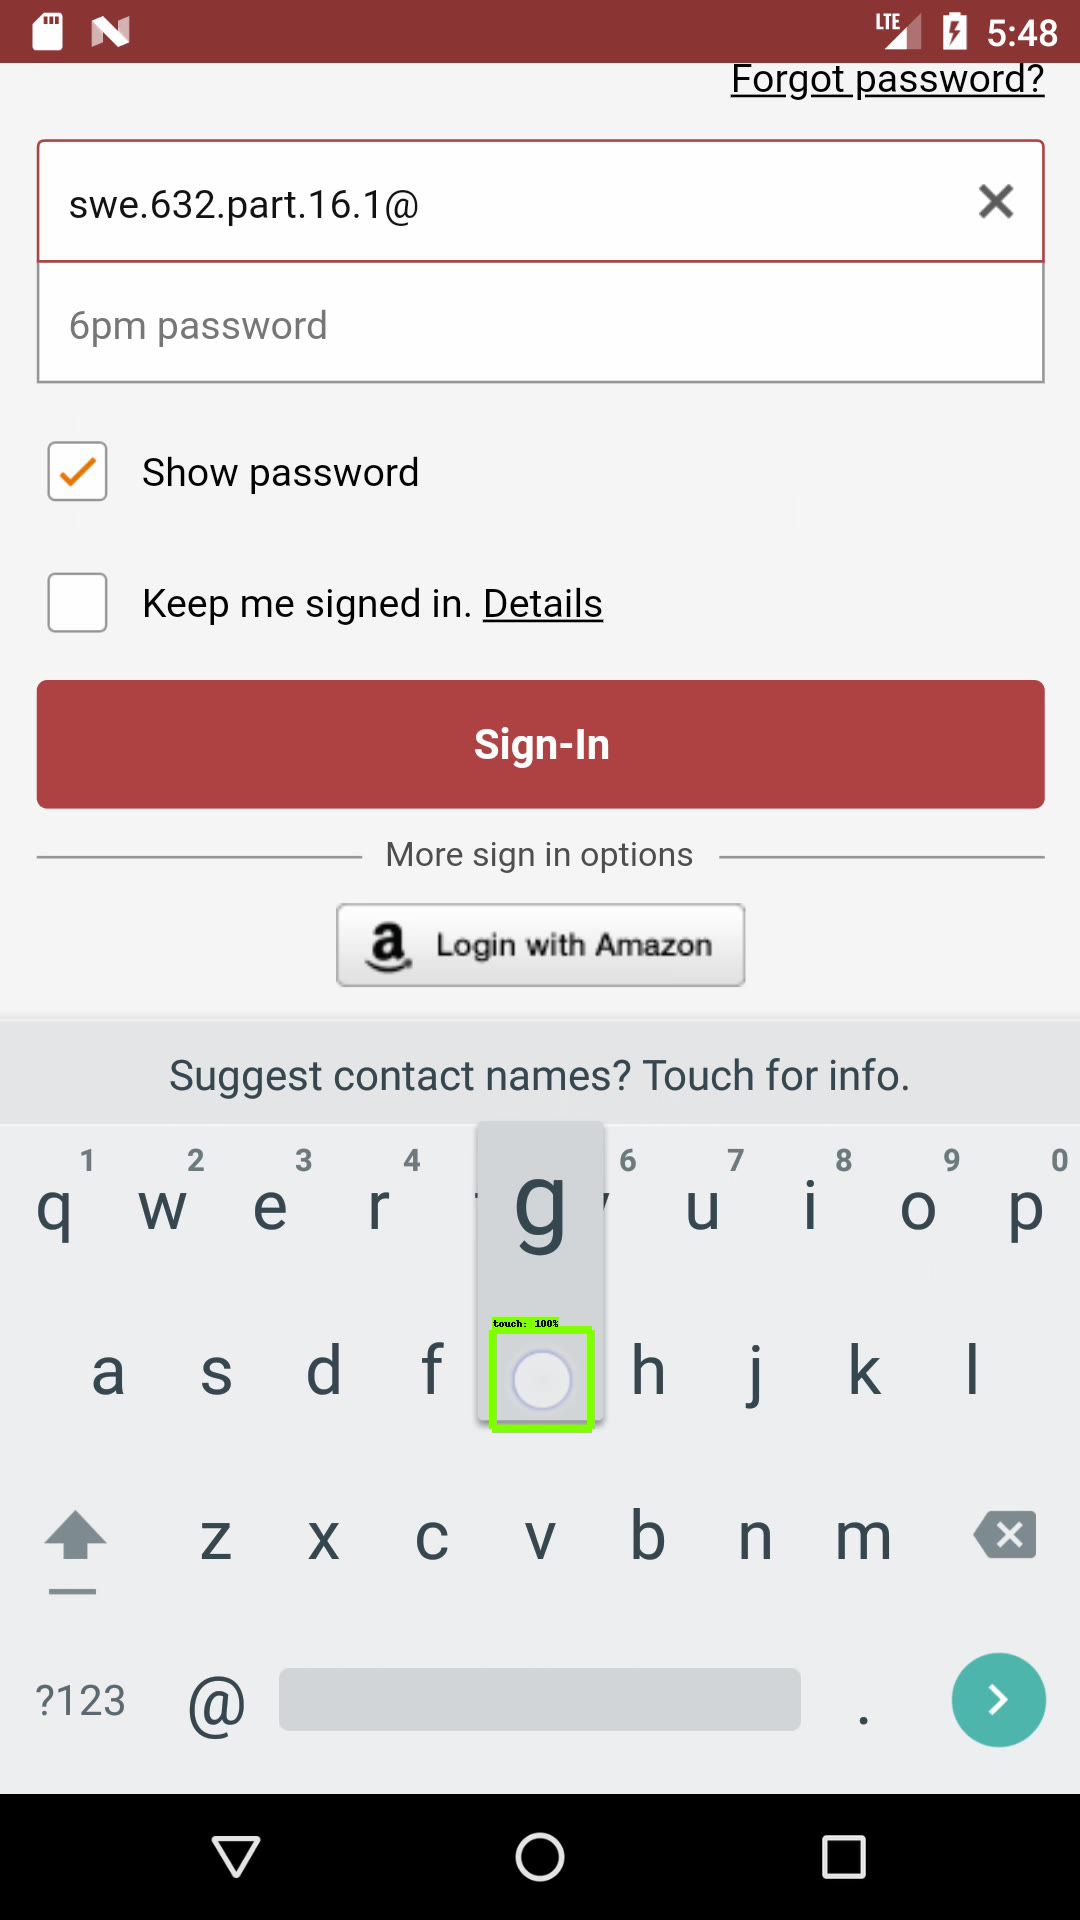 LTE 5:48
Forgot password?
swe.632.part.16.1@
6pm password
Show password
Keep me signed in. Details
Sign-In
More sign in options
a Login with Amazon
Suggest contact names? Touch for info.
1 2 3 4 6 7 8 9 0
q w e r g u i o p
touch: 100%
a s d f h j k l
z x c v b n m
?123 @ .